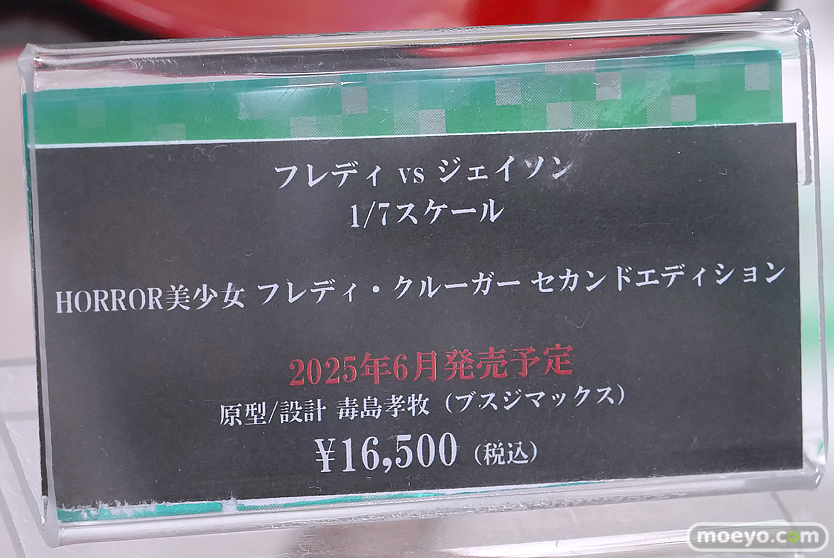 フレディ vs ジェイソン
1/7スケール
HORROR美少女 フレディ・クルーガー セカンドエディション
2025年6月発売予定
原型/設計 毒島孝牧（ブスジマックス）
¥16,500（税込）
moeyo.com